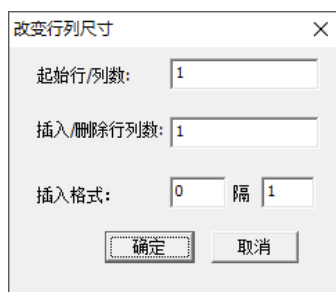 改变行列尺寸
起始行/列数: 1
插入/删除行列数: 1
插入格式: 0 隔 1
确定 取消